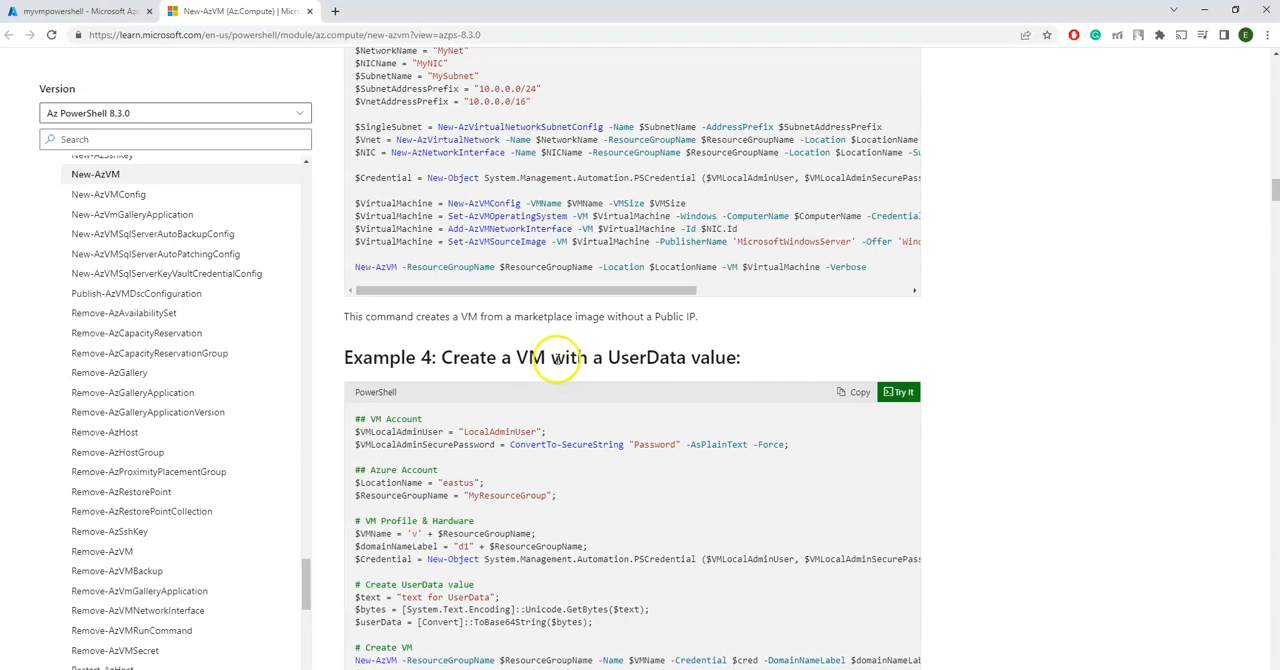 myvmpowershell - Microsoft Az
New-AzVM (Az.Compute) | Micr
https://learn.microsoft.com/en-us/powershell/module/az.compute/new-azvm?view=azps-8.3.0
E
Version
Az PowerShell 8.3.0
Search
New-AzSshKey
New-AzVM
New-AzVMConfig
New-AzVmGalleryApplication
New-AzVMSqlServerAutoBackupConfig
New-AzVMSqlServerAutoPatchingConfig
New-AzVMSqlServerKeyVaultCredentialConfig
Publish-AzVMDscConfiguration
Remove-AzAvailabilitySet
Remove-AzCapacityReservation
Remove-AzCapacityReservationGroup
Remove-AzGallery
Remove-AzGalleryApplication
Remove-AzGalleryApplicationVersion
Remove-AzHost
Remove-AzHostGroup
Remove-AzProximityPlacementGroup
Remove-AzRestorePoint
Remove-AzRestorePointCollection
Remove-AzSshKey
Remove-AzVM
Remove-AzVMBackup
Remove-AzVmGalleryApplication
Remove-AzVMNetworkInterface
Remove-AzVMRunCommand
Remove-AzVMSecret
$NetworkName = "MyNet"
$NICName = "MyNIC"
$SubnetName = "MySubnet"
$SubnetAddressPrefix = "10.0.0.0/24"
$VnetAddressPrefix = "10.0.0.0/16"
$SingleSubnet = New-AzVirtualNetworkSubnetConfig -Name $SubnetName -AddressPrefix $SubnetAddressPrefix
$Vnet = New-AzVirtualNetwork -Name $NetworkName -ResourceGroupName $ResourceGroupName -Location $LocationName
$NIC = New-AzNetworkInterface -Name $NICName -ResourceGroupName $ResourceGroupName -Location $LocationName -Su
$Credential = New-Object System.Management.Automation.PSCredential ($VMLocalAdminUser, $VMLocalAdminSecurePass
$VirtualMachine = New-AzVMConfig -VMName $VMName -VMSize $VMSize
$VirtualMachine = Set-AzVMOperatingSystem -VM $VirtualMachine -Windows -ComputerName $ComputerName -Credential
$VirtualMachine = Add-AzVMNetworkInterface -VM $VirtualMachine -Id $NIC.Id
$VirtualMachine = Set-AzVMSourceImage -VM $VirtualMachine -PublisherName 'MicrosoftWindowsServer' -Offer 'Wind
New-AzVM -ResourceGroupName $ResourceGroupName -Location $LocationName -VM $VirtualMachine -Verbose
This command creates a VM from a marketplace image without a Public IP.
Example 4: Create a VM with a UserData value:
PowerShell
Copy
Try It
## VM Account
$VMLocalAdminUser = "LocalAdminUser";
$VMLocalAdminSecurePassword = ConvertTo-SecureString "Password" -AsPlainText -Force;
## Azure Account
$LocationName = "eastus";
$ResourceGroupName = "MyResourceGroup";
# VM Profile & Hardware
$VMName = 'v' + $ResourceGroupName;
$domainNameLabel = "d1" + $ResourceGroupName;
$Credential = New-Object System.Management.Automation.PSCredential ($VMLocalAdminUser, $VMLocalAdminSecurePass
# Create UserData value
$text = "text for UserData";
$bytes = [System.Text.Encoding]::Unicode.GetBytes($text);
$userData = [Convert]::ToBase64String($bytes);
# Create VM
New-AzVM -ResourceGroupName $ResourceGroupName -Name $VMName -Credential $cred -DomainNameLabel $domainNameLab